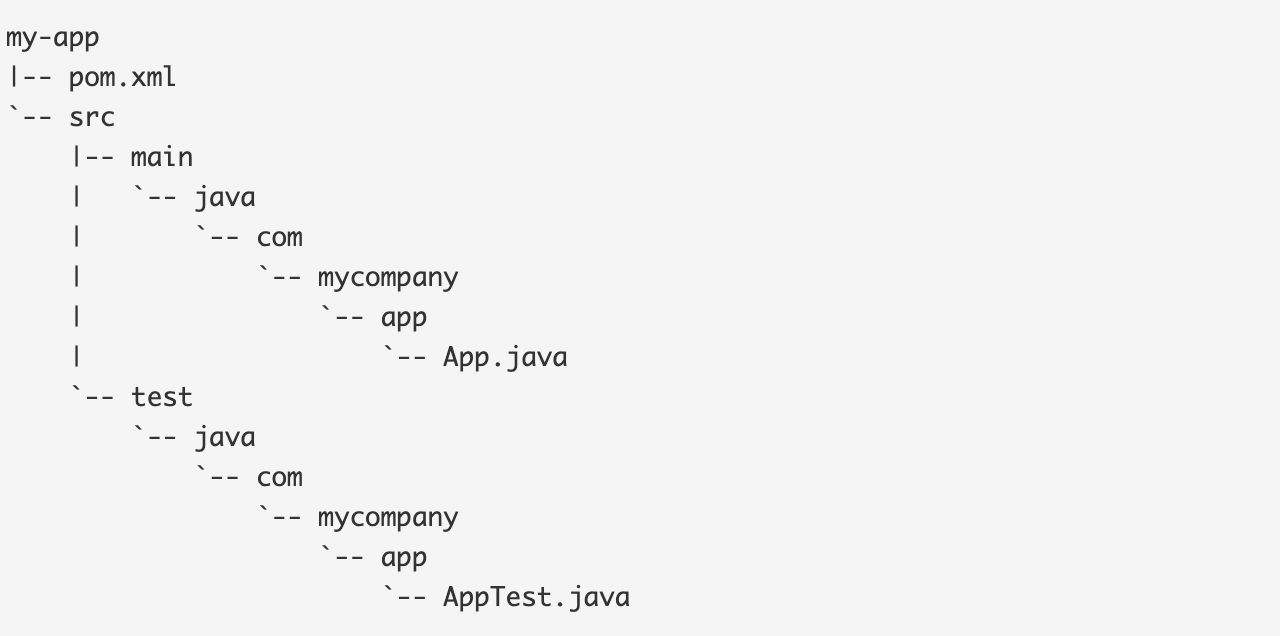 my-app
|-- pom.xml
`-- src
    |-- main
    |   `-- java
    |       `-- com
    |           `-- mycompany
    |               `-- app
    |                   `-- App.java
    `-- test
        `-- java
            `-- com
                `-- mycompany
                    `-- app
                        `-- AppTest.java